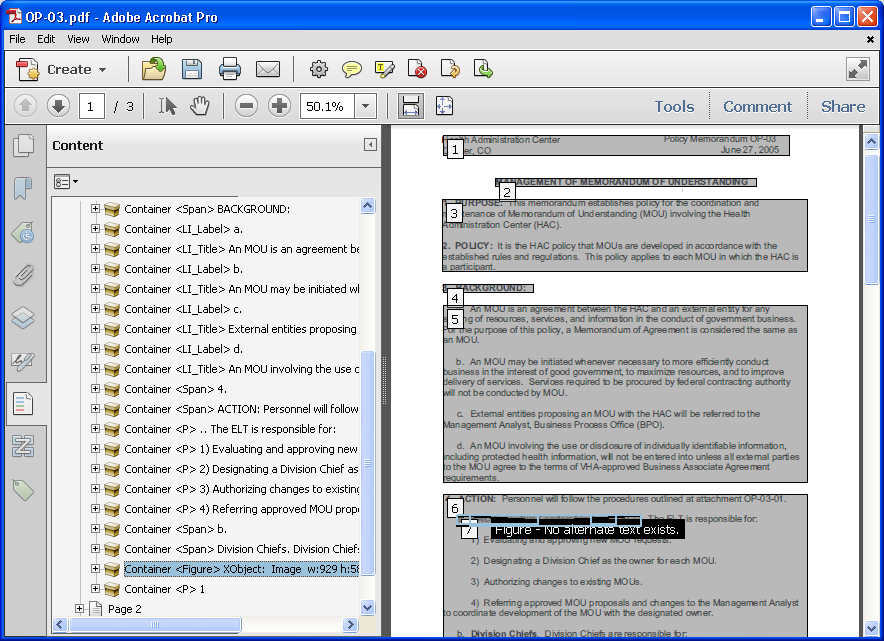 OP-03.pdf - Adobe Acrobat Pro
File Edit View Window Help
Create
1 / 3
50.1%
Tools Comment Share
Content
Container <Span> BACKGROUND:
Container <LI_Label> a.
Container <LI_Title> An MOU is an agreement be
Container <LI_Label> b.
Container <LI_Title> An MOU may be initiated wl
Container <LI_Label> c.
Container <LI_Title> External entities proposing
Container <LI_Label> d.
Container <LI_Title> An MOU involving the use o
Container <Span> 4.
Container <Span> ACTION: Personnel will follow
Container <P> .. The ELT is responsible for:
Container <P> 1) Evaluating and approving new
Container <P> 2) Designating a Division Chief as
Container <P> 3) Authorizing changes to existing
Container <P> 4) Referring approved MOU propo
Container <Span> b.
Container <Span> Division Chiefs. Division Chiefs
Container <Figure> XObject: Image w:929 h:58
Container <P> 1
Page 2
1
Health Administration Center Policy Memorandum OP-03
er, CO June 27, 2005
MANAGEMENT OF MEMORANDUM OF UNDERSTANDING
2
3
PURPOSE: This memorandum establishes policy for the coordination and
tenance of Memorandum of Understanding (MOU) involving the Health
Administration Center (HAC).
2. POLICY: It is the HAC policy that MOUs are developed in accordance with the
established rules and regulations. This policy applies to each MOU in which the HAC is
a participant.
3. BACKGROUND:
4
5
An MOU is an agreement between the HAC and an external entity for any
g of resources, services, and information in the conduct of government business.
For the purpose of this policy, a Memorandum of Agreement is considered the same as
an MOU.
b. An MOU may be initiated whenever necessary to more efficiently conduct
business in the interest of good government, to maximize resources, and to improve
delivery of services. Services required to be procured by federal contracting authority
will not be conducted by MOU.
c. External entities proposing an MOU with the HAC will be referred to the
Management Analyst, Business Process Office (BPO).
d. An MOU involving the use or disclosure of individually identifiable information,
including protected health information, will not be entered into unless all external parties
to the MOU agree to the terms of VHA-approved Business Associate Agreement
requirements.
6
ACTION: Personnel will follow the procedures outlined at attachment OP-03-01.
The ELT is responsible for:
7
Figure - No alternate text exists.
1) Evaluating and approving new MOU requests.
2) Designating a Division Chief as the owner for each MOU.
3) Authorizing changes to existing MOUs.
4) Referring approved MOU proposals and changes to the Management Analyst
to coordinate development of the MOU with the designated owner.
b. Division Chiefs. Division Chiefs are responsible for: